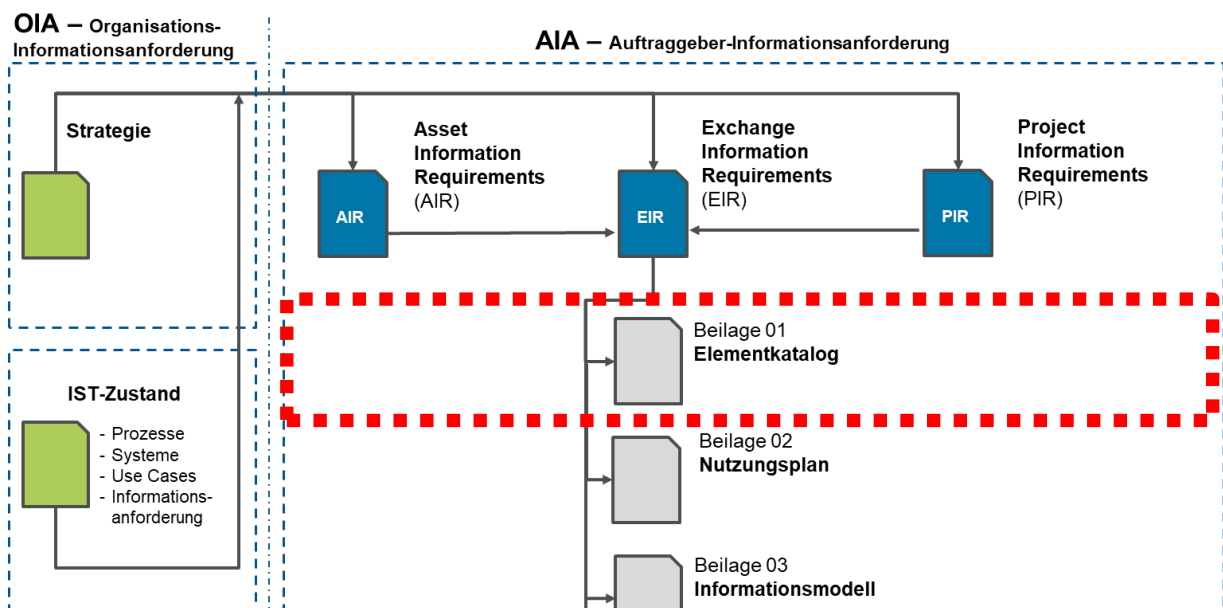 OIA – Organisations-
Informationsanforderung
AIA – Auftraggeber-Informationsanforderung
Strategie
Asset
Information
Requirements
(AIR)
AIR
Exchange
Information
Requirements
(EIR)
EIR
Project
Information
Requirements
(PIR)
PIR
Beilage 01
Elementkatalog
IST-Zustand
- Prozesse
- Systeme
- Use Cases
- Informations-
anforderung
Beilage 02
Nutzungsplan
Beilage 03
Informationsmodell